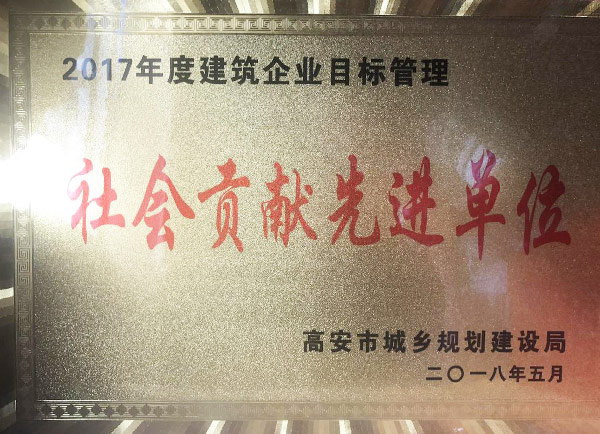 2017年度建筑企业目标管理
社会贡献先进单位
高安市城乡规划建设局
二〇一八年五月